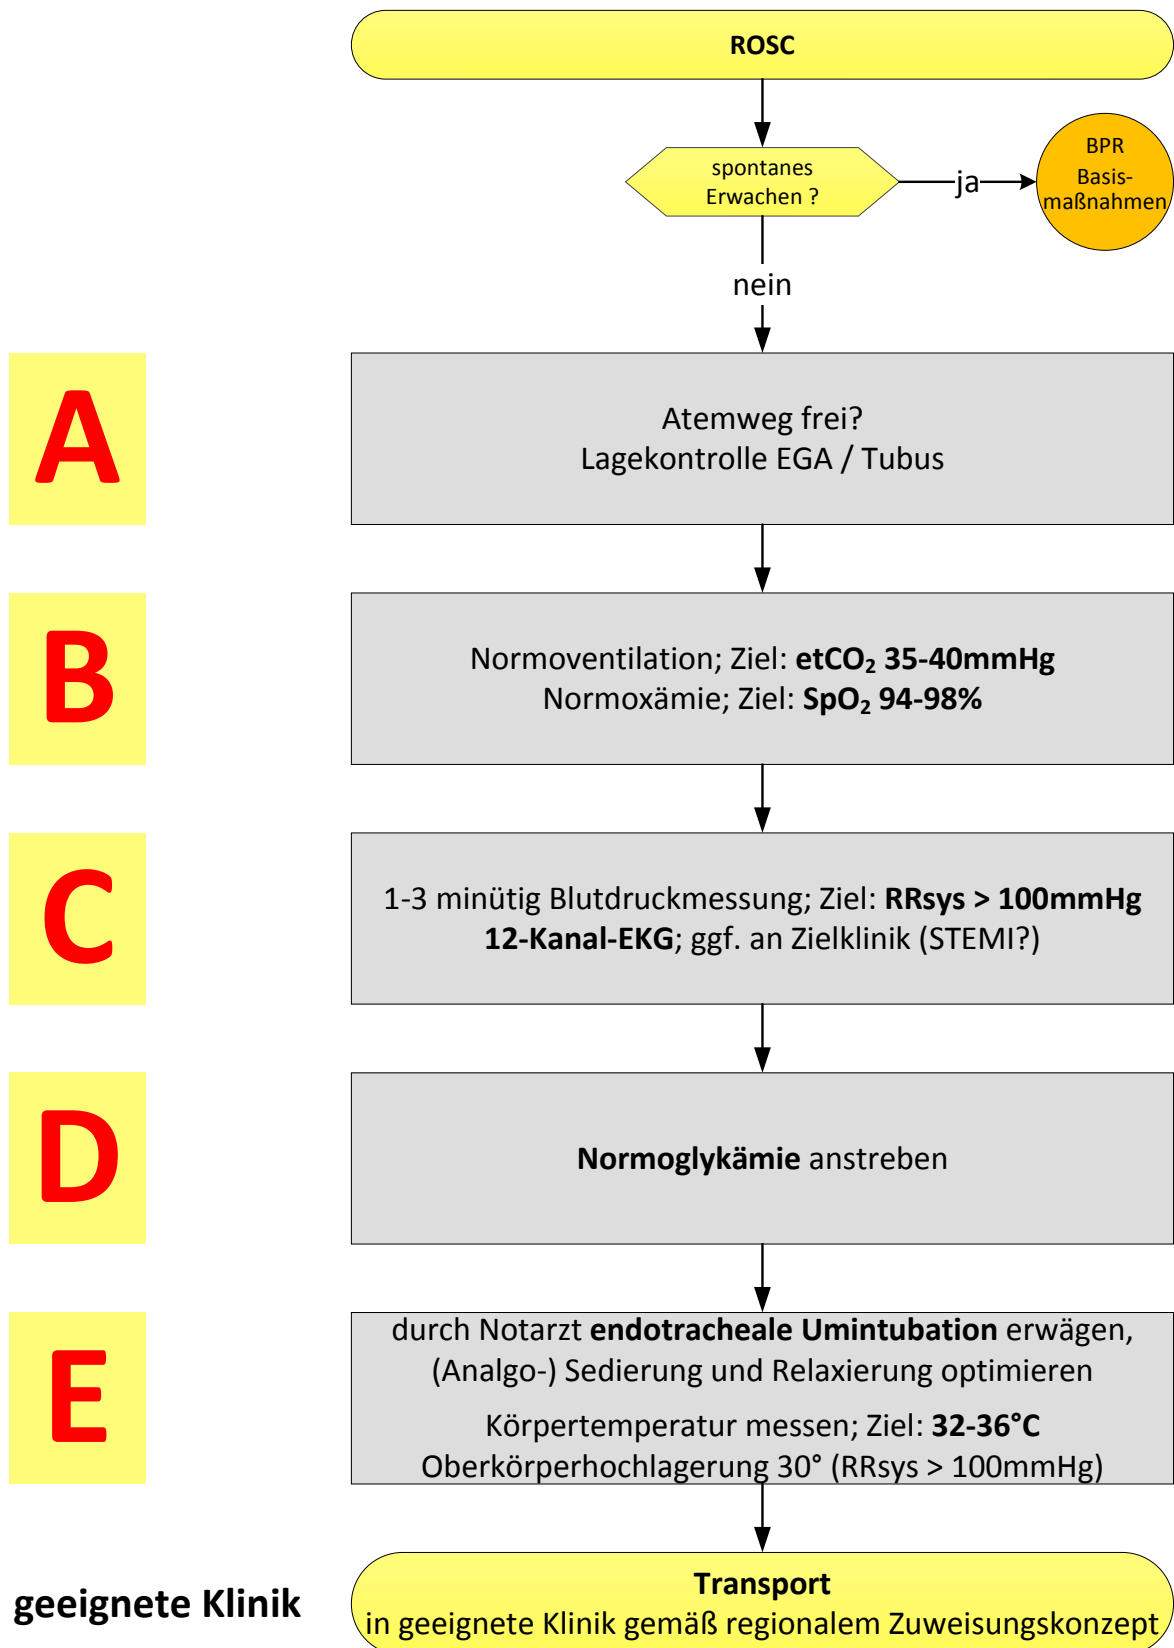 ROSC
spontanes
Erwachen ?
ja
BPR
Basis-
maßnahmen
nein
A
Atemweg frei?
Lagekontrolle EGA / Tubus
B
Normoventilation; Ziel: etCO₂ 35-40mmHg
Normoxämie; Ziel: SpO₂ 94-98%
C
1-3 minütig Blutdruckmessung; Ziel: RRsys > 100mmHg
12-Kanal-EKG; ggf. an Zielklinik (STEMI?)
D
Normoglykämie anstreben
E
durch Notarzt endotracheale Umintubation erwägen,
(Analgo-) Sedierung und Relaxierung optimieren
Körpertemperatur messen; Ziel: 32-36°C
Oberkörperhochlagerung 30° (RRsys > 100mmHg)
geeignete Klinik
Transport
in geeignete Klinik gemäß regionalem Zuweisungskonzept